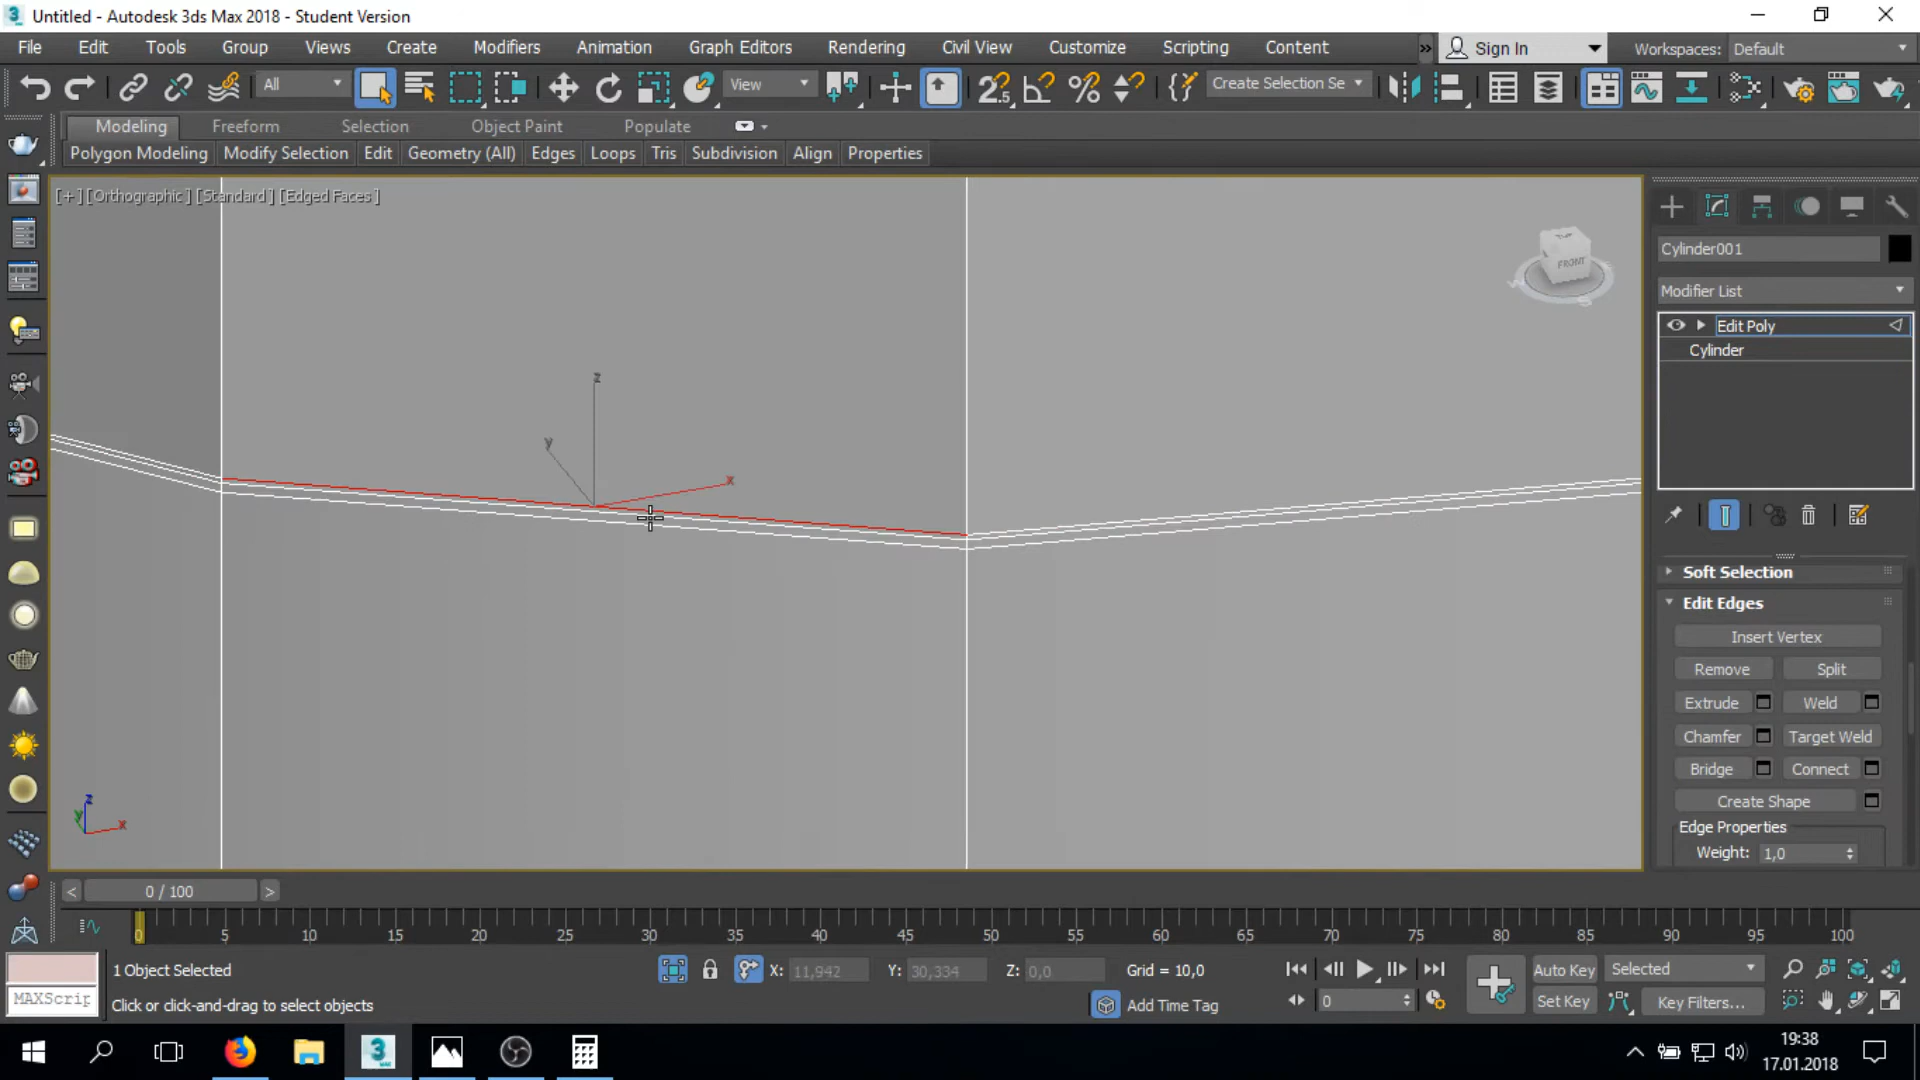 Untitled - Autodesk 3ds Max 2018 - Student Version
File Edit Tools Group Views Create Modifiers Animation Graph Editors Rendering Civil View Customize Scripting Content » Sign In Workspaces: Default
All View Create Selection Se
Modeling Freeform Selection Object Paint Populate
Polygon Modeling Modify Selection Edit Geometry (All) Edges Loops Tris Subdivision Align Properties
[+] [Orthographic] [Standard] [Edged Faces]
FRONT
z
y
x
z
y
x
Cylinder001
Modifier List
Edit Poly
Cylinder
Soft Selection
Edit Edges
Insert Vertex
Remove Split
Extrude Weld
Chamfer Target Weld
Bridge Connect
Create Shape
Edge Properties
Weight: 1,0
< 0 / 100 >
0 5 10 15 20 25 30 35 40 45 50 55 60 65 70 75 80 85 90 95 100
1 Object Selected X: 11,942 Y: 30,334 Z: 0,0 Grid = 10,0 Auto Key Selected
MAXScrip Click or click-and-drag to select objects Add Time Tag 0 Set Key Key Filters...
19:38
17.01.2018